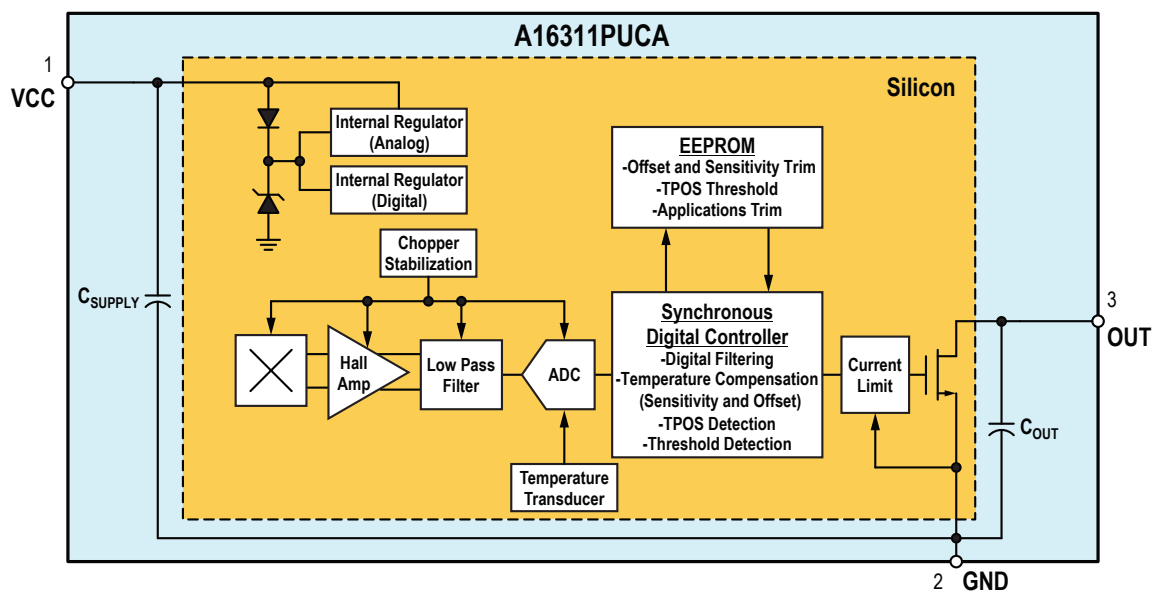 A16311PUCA
1
VCC
Silicon
Internal Regulator
(Analog)
Internal Regulator
(Digital)
EEPROM
-Offset and Sensitivity Trim
-TPOS Threshold
-Applications Trim
Chopper
Stabilization
CSUPPLY
Hall
Amp
Low Pass
Filter
ADC
Synchronous
Digital Controller
-Digital Filtering
-Temperature Compensation
(Sensitivity and Offset)
-TPOS Detection
-Threshold Detection
Current
Limit
3
OUT
COUT
Temperature
Transducer
2
GND